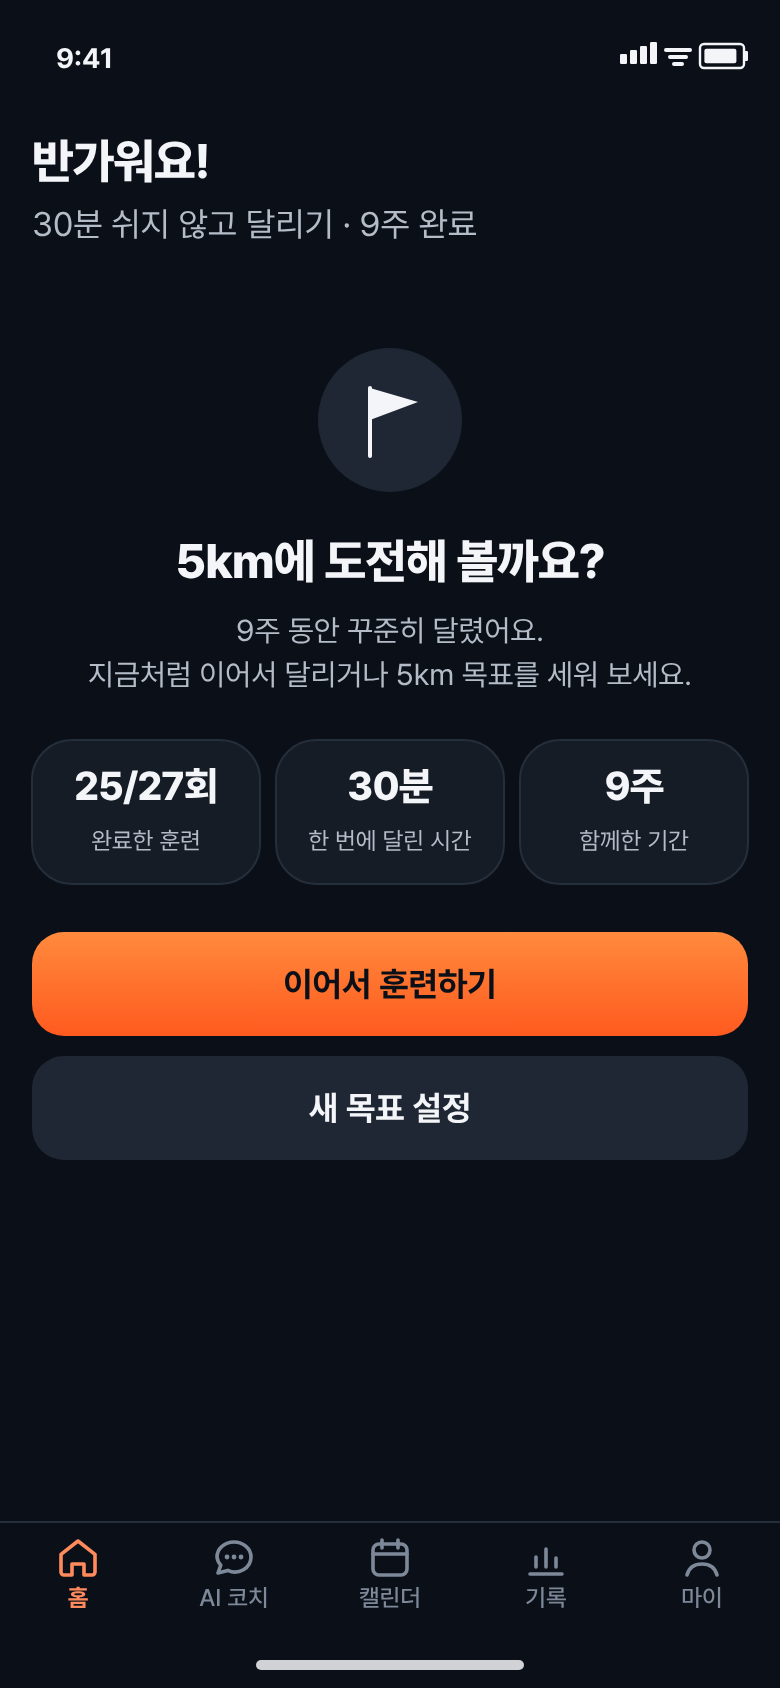 9:41
반가워요!
30분 쉬지 않고 달리기 · 9주 완료
5km에 도전해 볼까요?
9주 동안 꾸준히 달렸어요.
지금처럼 이어서 달리거나 5km 목표를 세워 보세요.
25/27회
완료한 훈련
30분
한 번에 달린 시간
9주
함께한 기간
이어서 훈련하기
새 목표 설정
홈
AI 코치
캘린더
기록
마이